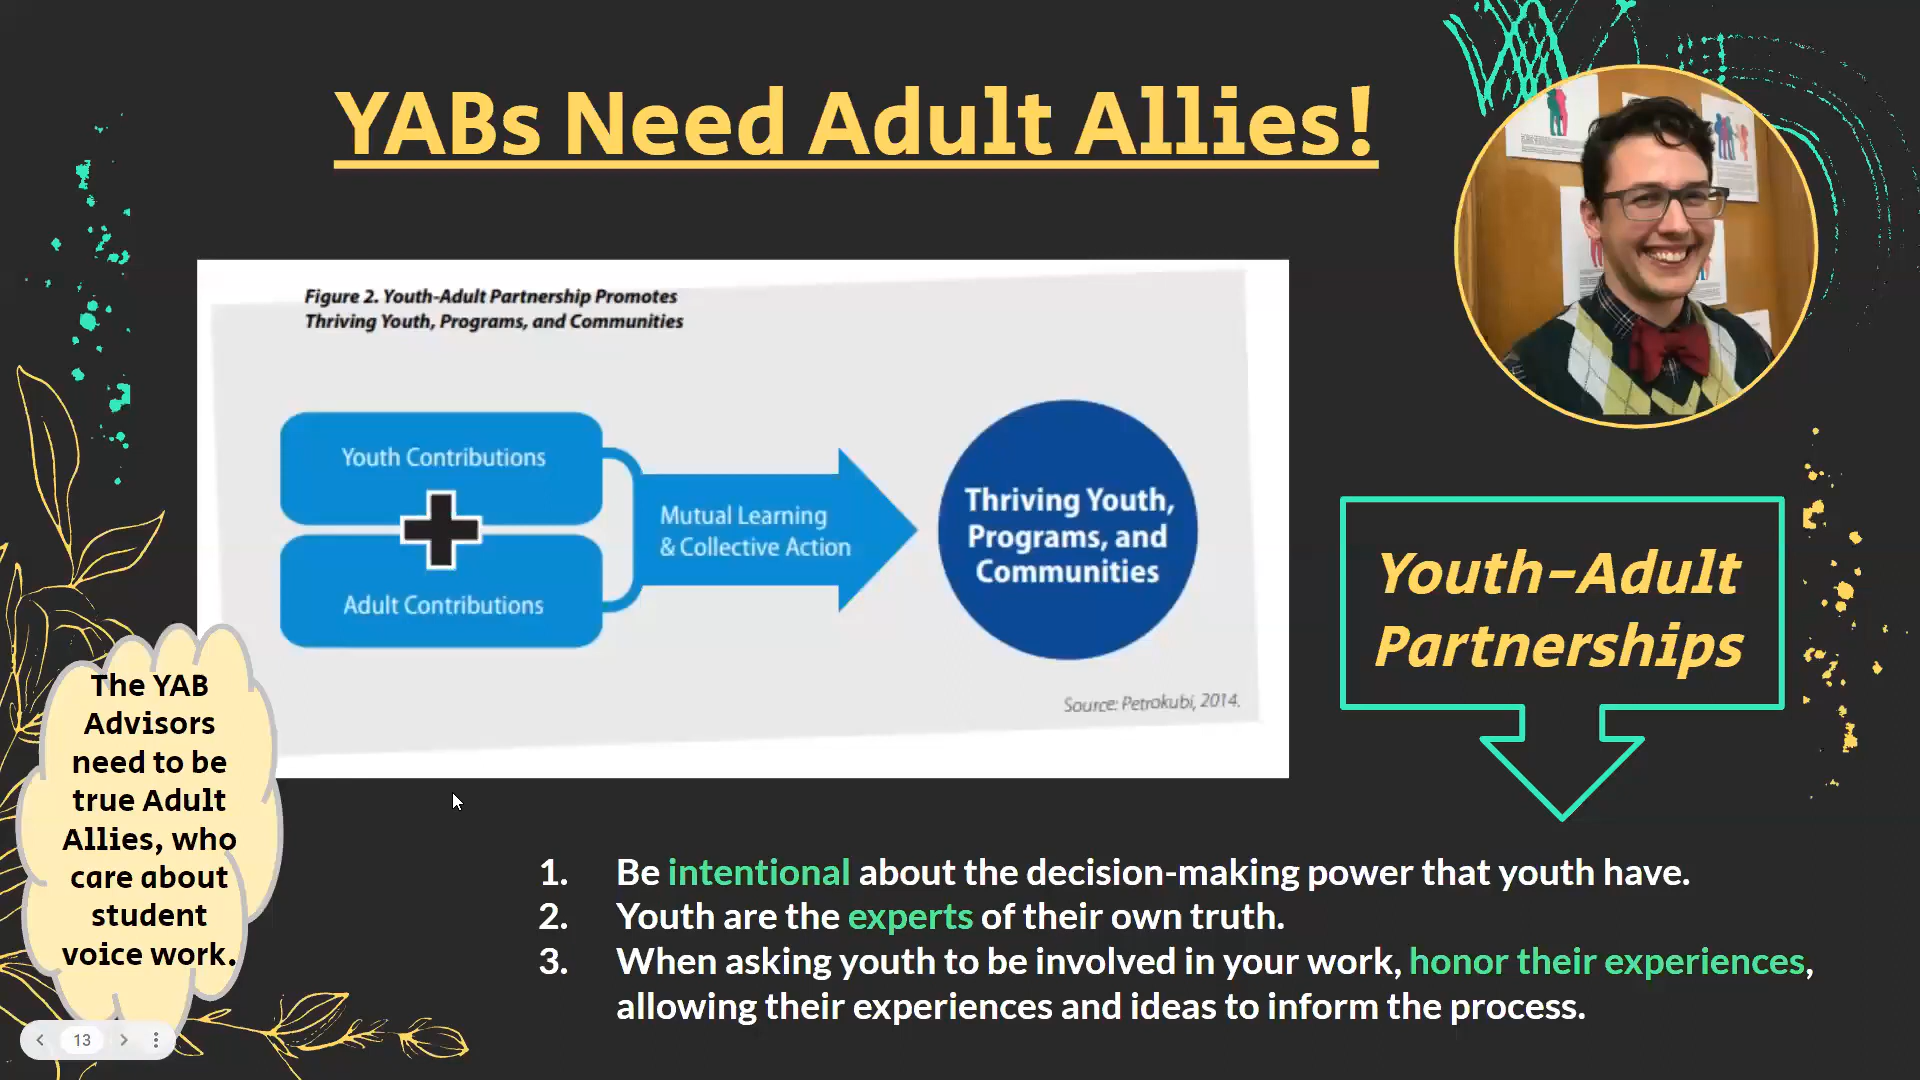 YABs Need Adult Allies!
Figure 2. Youth-Adult Partnership Promotes
Thriving Youth, Programs, and Communities
Youth Contributions
Adult Contributions
Mutual Learning
& Collective Action
Thriving Youth,
Programs, and
Communities
Source: Petrokubi, 2014.
Youth-Adult
Partnerships
The YAB
Advisors
need to be
true Adult
Allies, who
care about
student
voice work.
1. Be intentional about the decision-making power that youth have.
2. Youth are the experts of their own truth.
3. When asking youth to be involved in your work, honor their experiences,
allowing their experiences and ideas to inform the process.
13